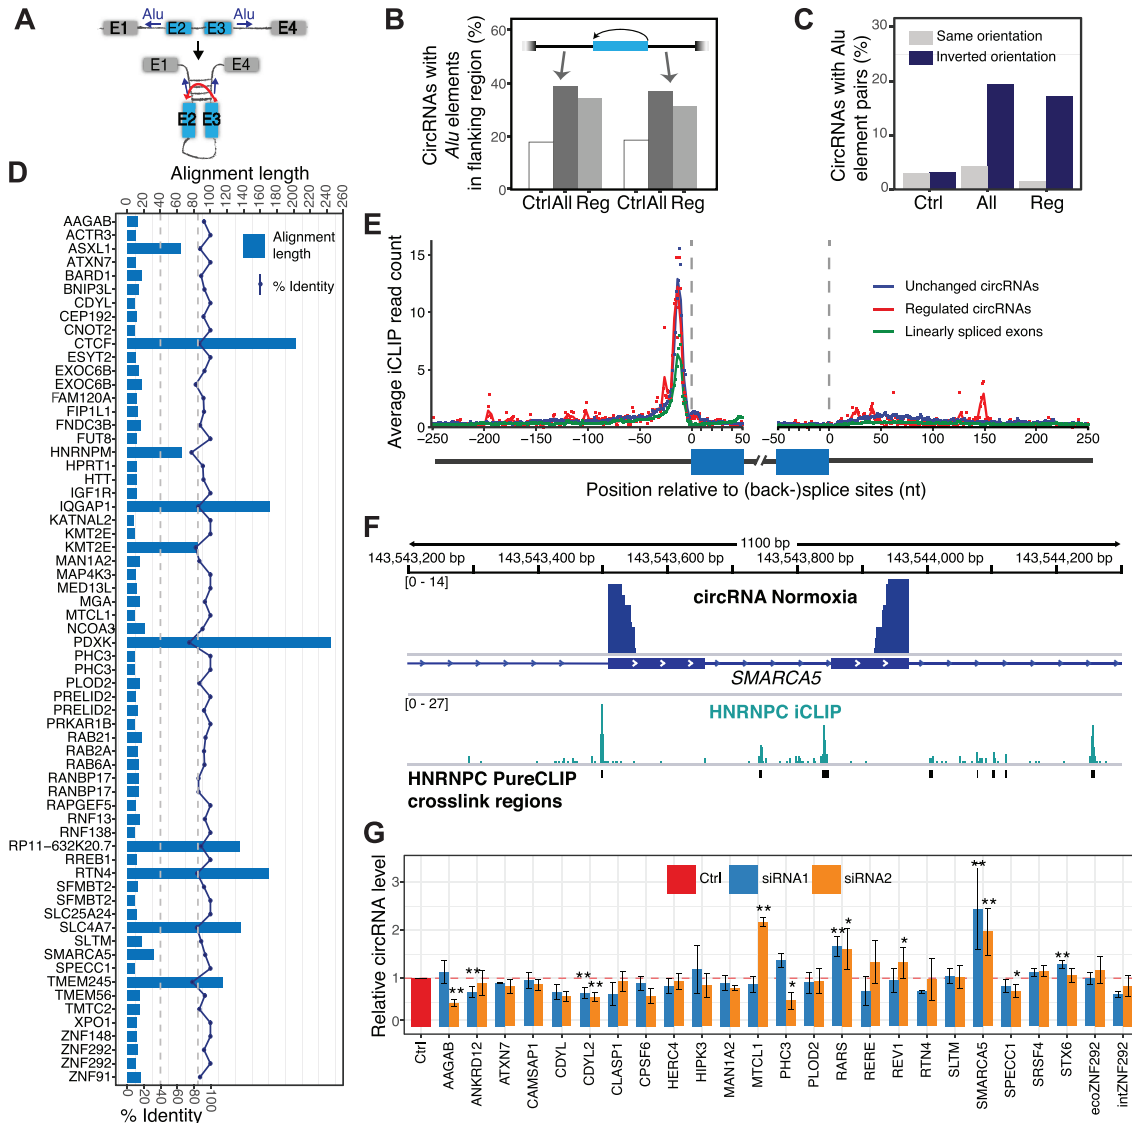 A
Alu
Alu
E1
E2
E3
E4
E1
E4
E2
E3
B
CircRNAs with
Alu elements
in flanking region (%)
60
40
20
0
Ctrl All Reg
Ctrl All Reg
C
CircRNAs with Alu
element pairs (%)
30
20
10
0
Same orientation
Inverted orientation
Ctrl
All
Reg
D
Alignment length
0
20
40
60
80
100
120
140
160
180
200
220
240
260
Alignment
length
% Identity
AAGAB
ACTR3
ASXL1
ATXN7
BARD1
BNIP3L
CDYL
CEP192
CNOT2
CTCF
ESYT2
EXOC6B
EXOC6B
FAM120A
FIP1L1
FNDC3B
FUT8
HNRNPM
HPRT1
HTT
IGF1R
IQGAP1
KATNAL2
KMT2E
KMT2E
MAN1A2
MAP4K3
MED13L
MGA
MTCL1
NCOA3
PDXK
PHC3
PHC3
PLOD2
PRELID2
PRELID2
PRKAR1B
RAB21
RAB2A
RAB6A
RANBP17
RANBP17
RAPGEF5
RNF13
RNF138
RP11−632K20.7
RREB1
RTN4
SFMBT2
SFMBT2
SLC25A24
SLC4A7
SLTM
SMARCA5
SPECC1
TMEM245
TMEM56
TMTC2
XPO1
ZNF148
ZNF292
ZNF292
ZNF91
0
20
40
60
80
100
% Identity
E
Average iCLIP read count
15
10
5
0
Unchanged circRNAs
Regulated circRNAs
Linearly spliced exons
−250
−200
−150
−100
−50
0
50
−50
0
50
100
150
200
250
Position relative to (back-)splice sites (nt)
F
1100 bp
143,543,200 bp
143,543,400 bp
143,543,600 bp
143,543,800 bp
143,544,000 bp
143,544,200 bp
[0 - 14]
circRNA Normoxia
SMARCA5
[0 - 27]
HNRNPC iCLIP
HNRNPC PureCLIP
crosslink regions
G
Relative circRNA level
3
2
1
0
Ctrl
siRNA1
siRNA2
**
**
**
**
**
*
**
*
*
**
**
*
**
Ctrl
AAGAB
ANKRD12
ATXN7
CAMSAP1
CDYL
CDYL2
CLASP1
CPSF6
HERC4
HIPK3
MAN1A2
MTCL1
PHC3
PLOD2
RARS
RERE
REV1
RTN4
SLTM
SMARCA5
SPECC1
SRSF4
STX6
ecoZNF292
intZNF292